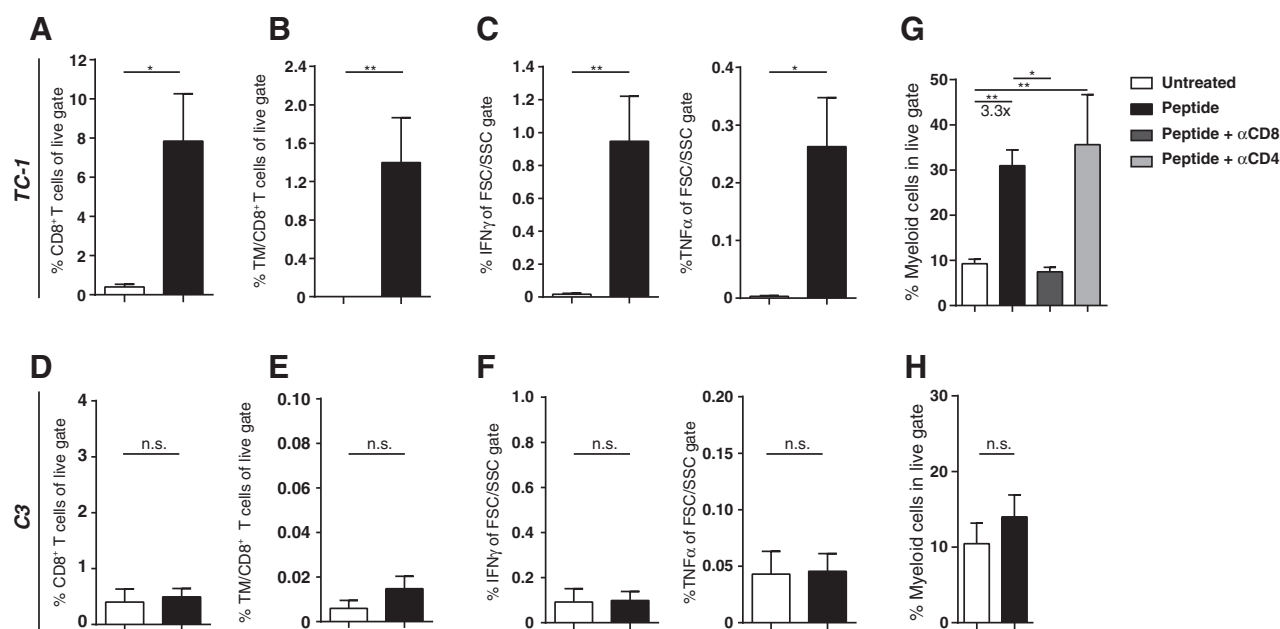 A
TC-1
% CD8+ T cells of live gate
12
10
8
6
4
2
0
*
B
% TM/CD8+ T cells of live gate
2.4
2.0
1.6
1.2
0.8
0.4
0
**
C
% IFNγ of FSC/SSC gate
1.4
1.2
1.0
0.8
0.6
0.4
0.2
0
**
%TNFα of FSC/SSC gate
0.4
0.3
0.2
0.1
0
*
G
% Myeloid cells in live gate
50
40
30
20
10
0
*
**
**
3.3x
Untreated
Peptide
Peptide + αCD8
Peptide + αCD4
D
C3
% CD8+ T cells of live gate
4
3
2
1
0
n.s.
E
% TM/CD8+ T cells of live gate
0.10
0.08
0.06
0.04
0.02
0
n.s.
F
% IFNγ of FSC/SSC gate
1.0
0.8
0.6
0.4
0.2
0
n.s.
%TNFα of FSC/SSC gate
0.20
0.15
0.10
0.05
0
n.s.
H
% Myeloid cells in live gate
30
20
10
0
n.s.